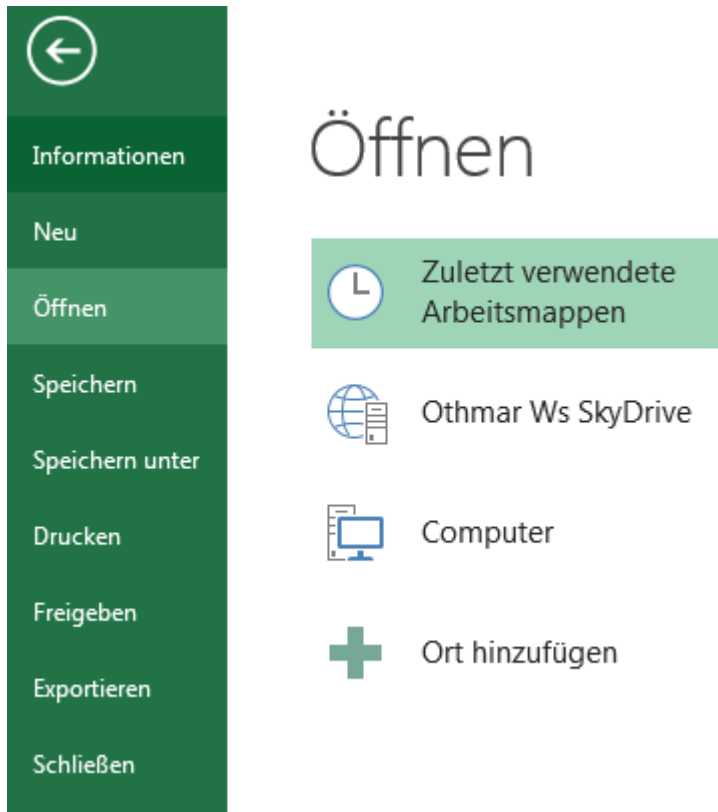 Informationen
Neu
Öffnen
Speichern
Speichern unter
Drucken
Freigeben
Exportieren
Schließen
Öffnen
Zuletzt verwendete
Arbeitsmappen
Othmar Ws SkyDrive
Computer
Ort hinzufügen